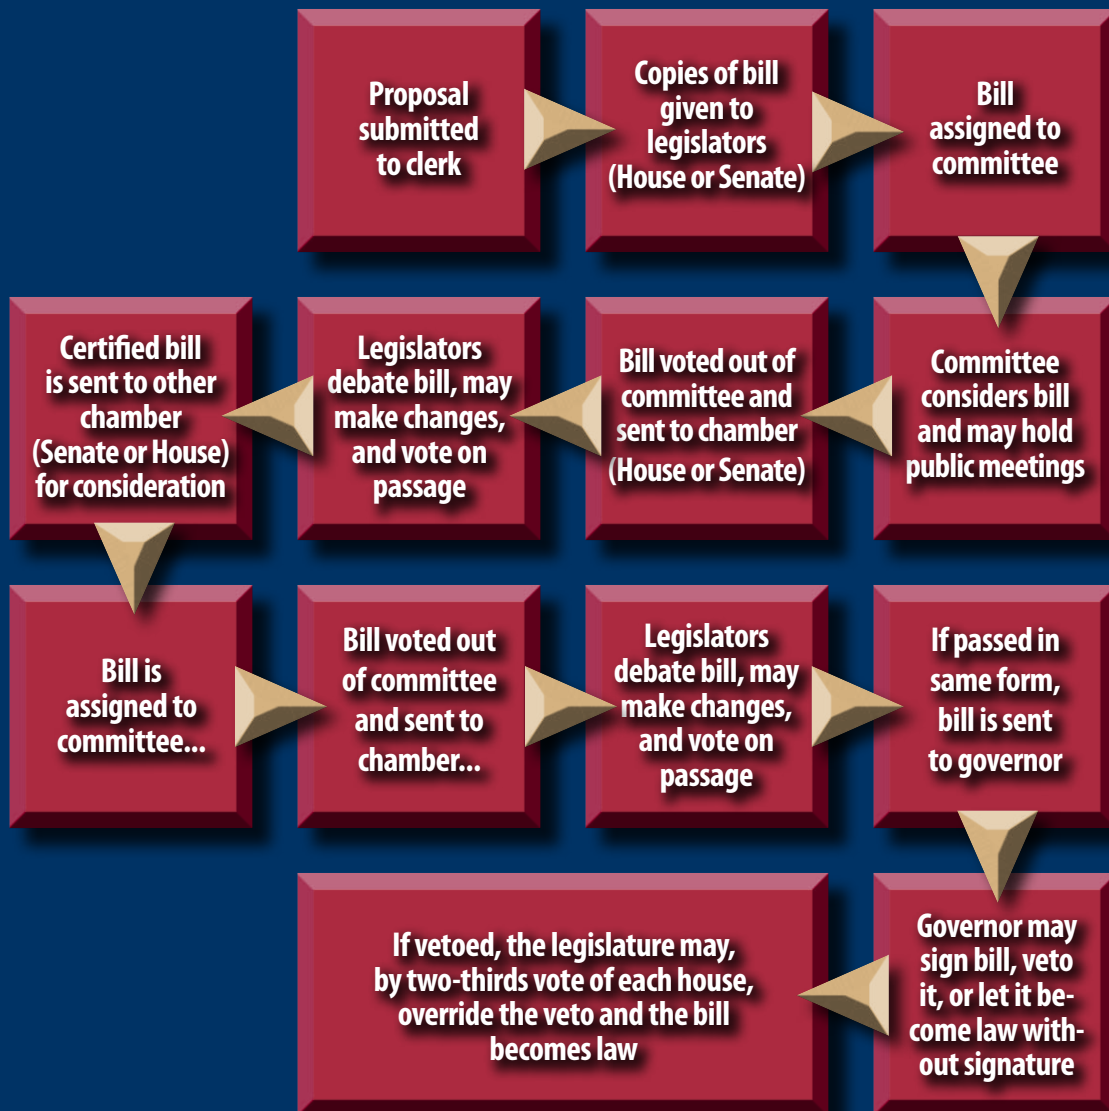 Proposal
submitted
to clerk
Copies of bill
given to
legislators
(House or Senate)
Bill
assigned to
committee
Committee
considers bill
and may hold
public meetings
Bill voted out of
committee and
sent to chamber
(House or Senate)
Legislators
debate bill, may
make changes,
and vote on
passage
Certified bill
is sent to other
chamber
(Senate or House)
for consideration
Bill is
assigned to
committee...
Bill voted out
of committee
and sent to
chamber...
Legislators
debate bill, may
make changes,
and vote on
passage
If passed in
same form,
bill is sent
to governor
Governor may
sign bill, veto
it, or let it be-
come law with-
out signature
If vetoed, the legislature may,
by two-thirds vote of each house,
override the veto and the bill
becomes law